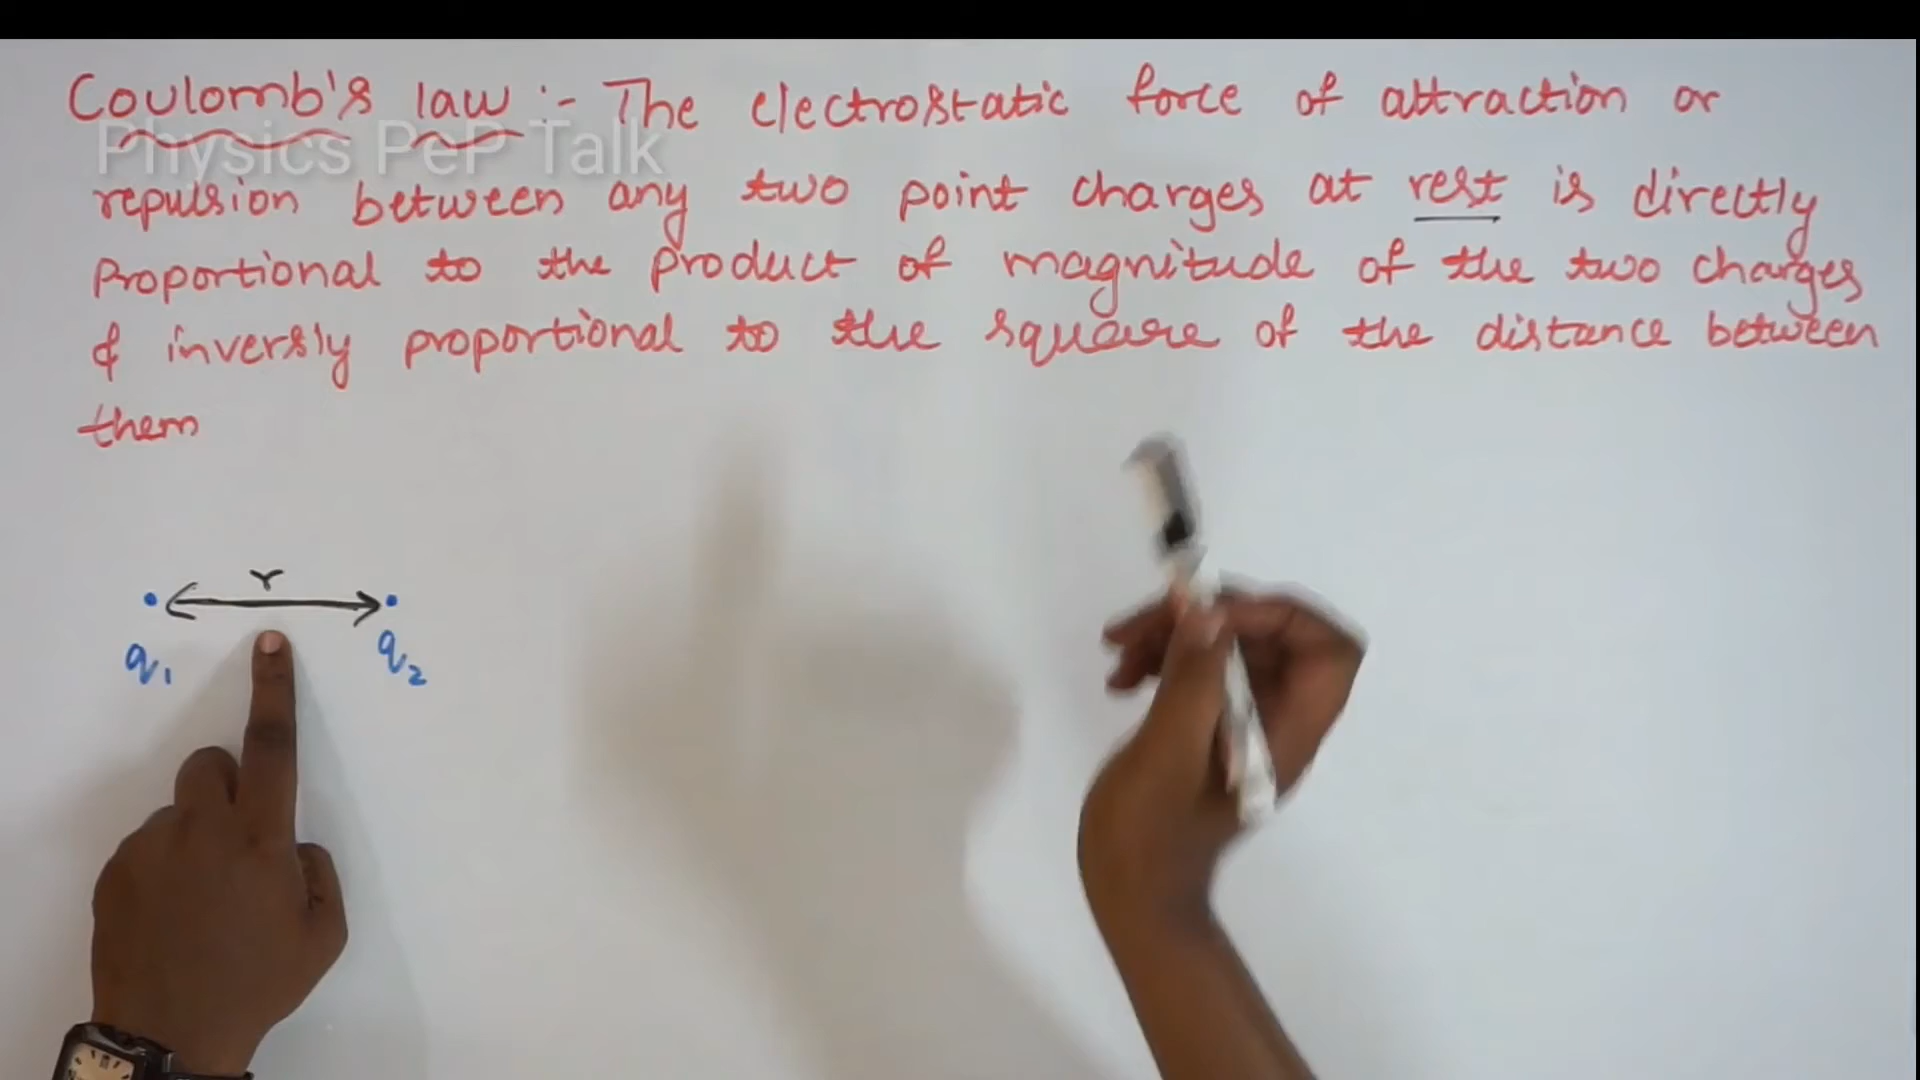 Coulomb's law :- The electrostatic force of attraction or
Physics PeP Talk
repulsion between any two point charges at rest is directly
proportional to the product of magnitude of the two charges
& inversly proportional to the square of the distance between
them
r
q1 q2